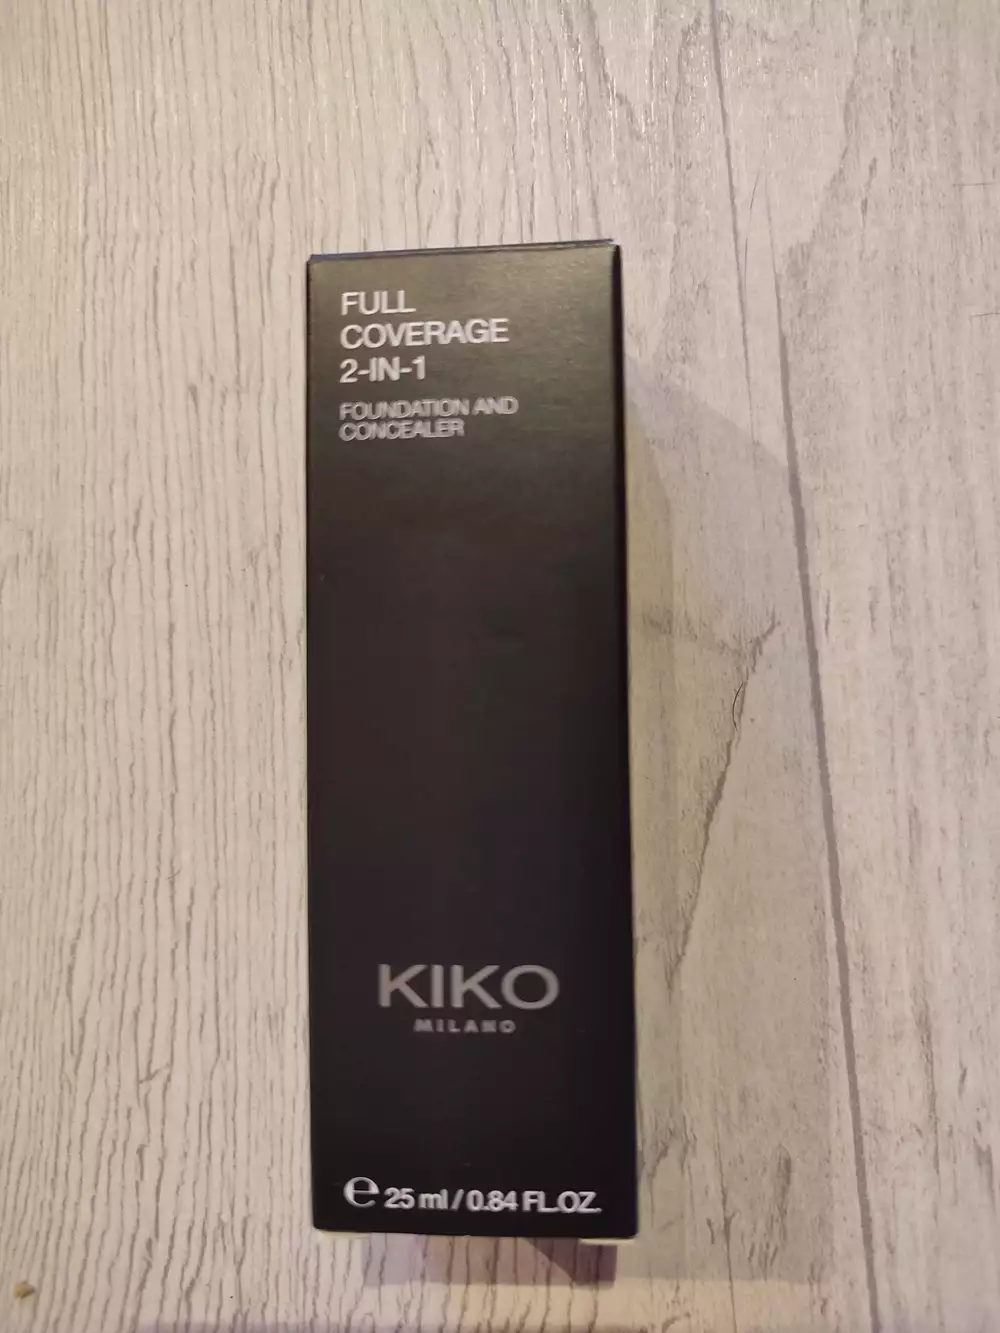 FULL
COVERAGE
2-IN-1
FOUNDATION AND
CONCEALER
KIKO
MILANO
℮ 25 ml / 0.84 FL.OZ.